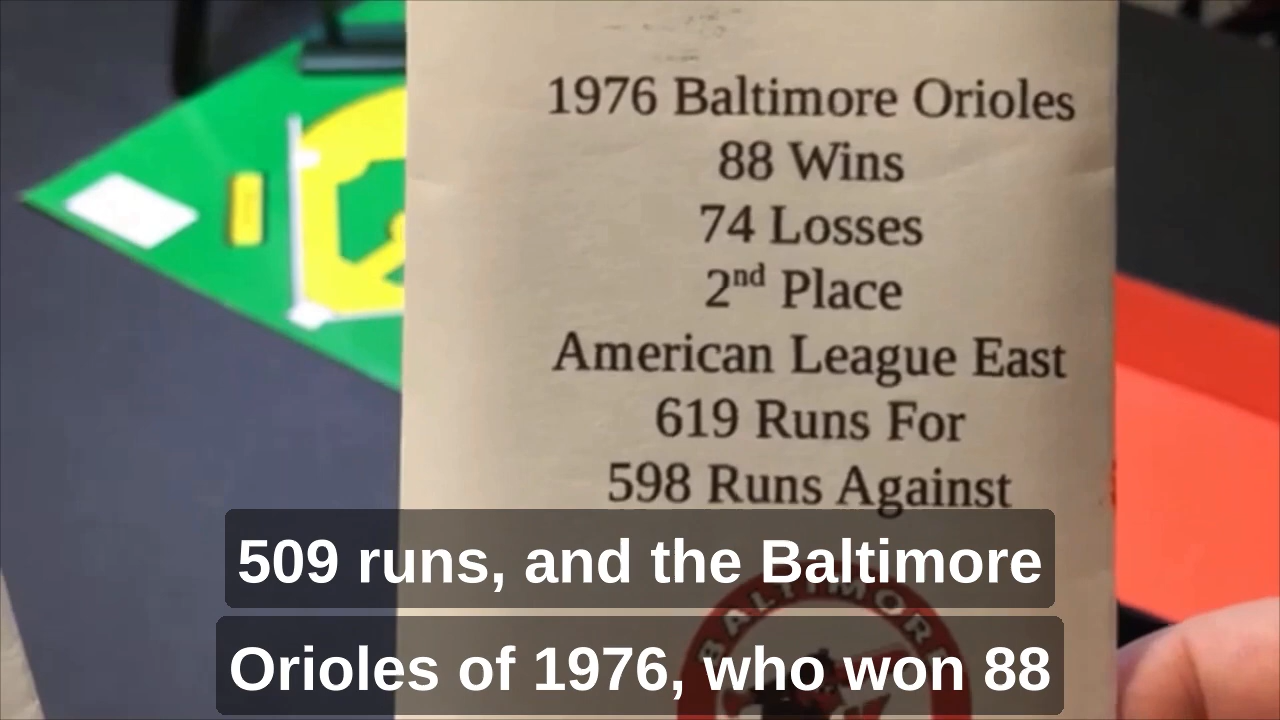 1976 Baltimore Orioles
88 Wins
74 Losses
2nd Place
American League East
619 Runs For
598 Runs Against
BALTIMORE
509 runs, and the Baltimore
Orioles of 1976, who won 88